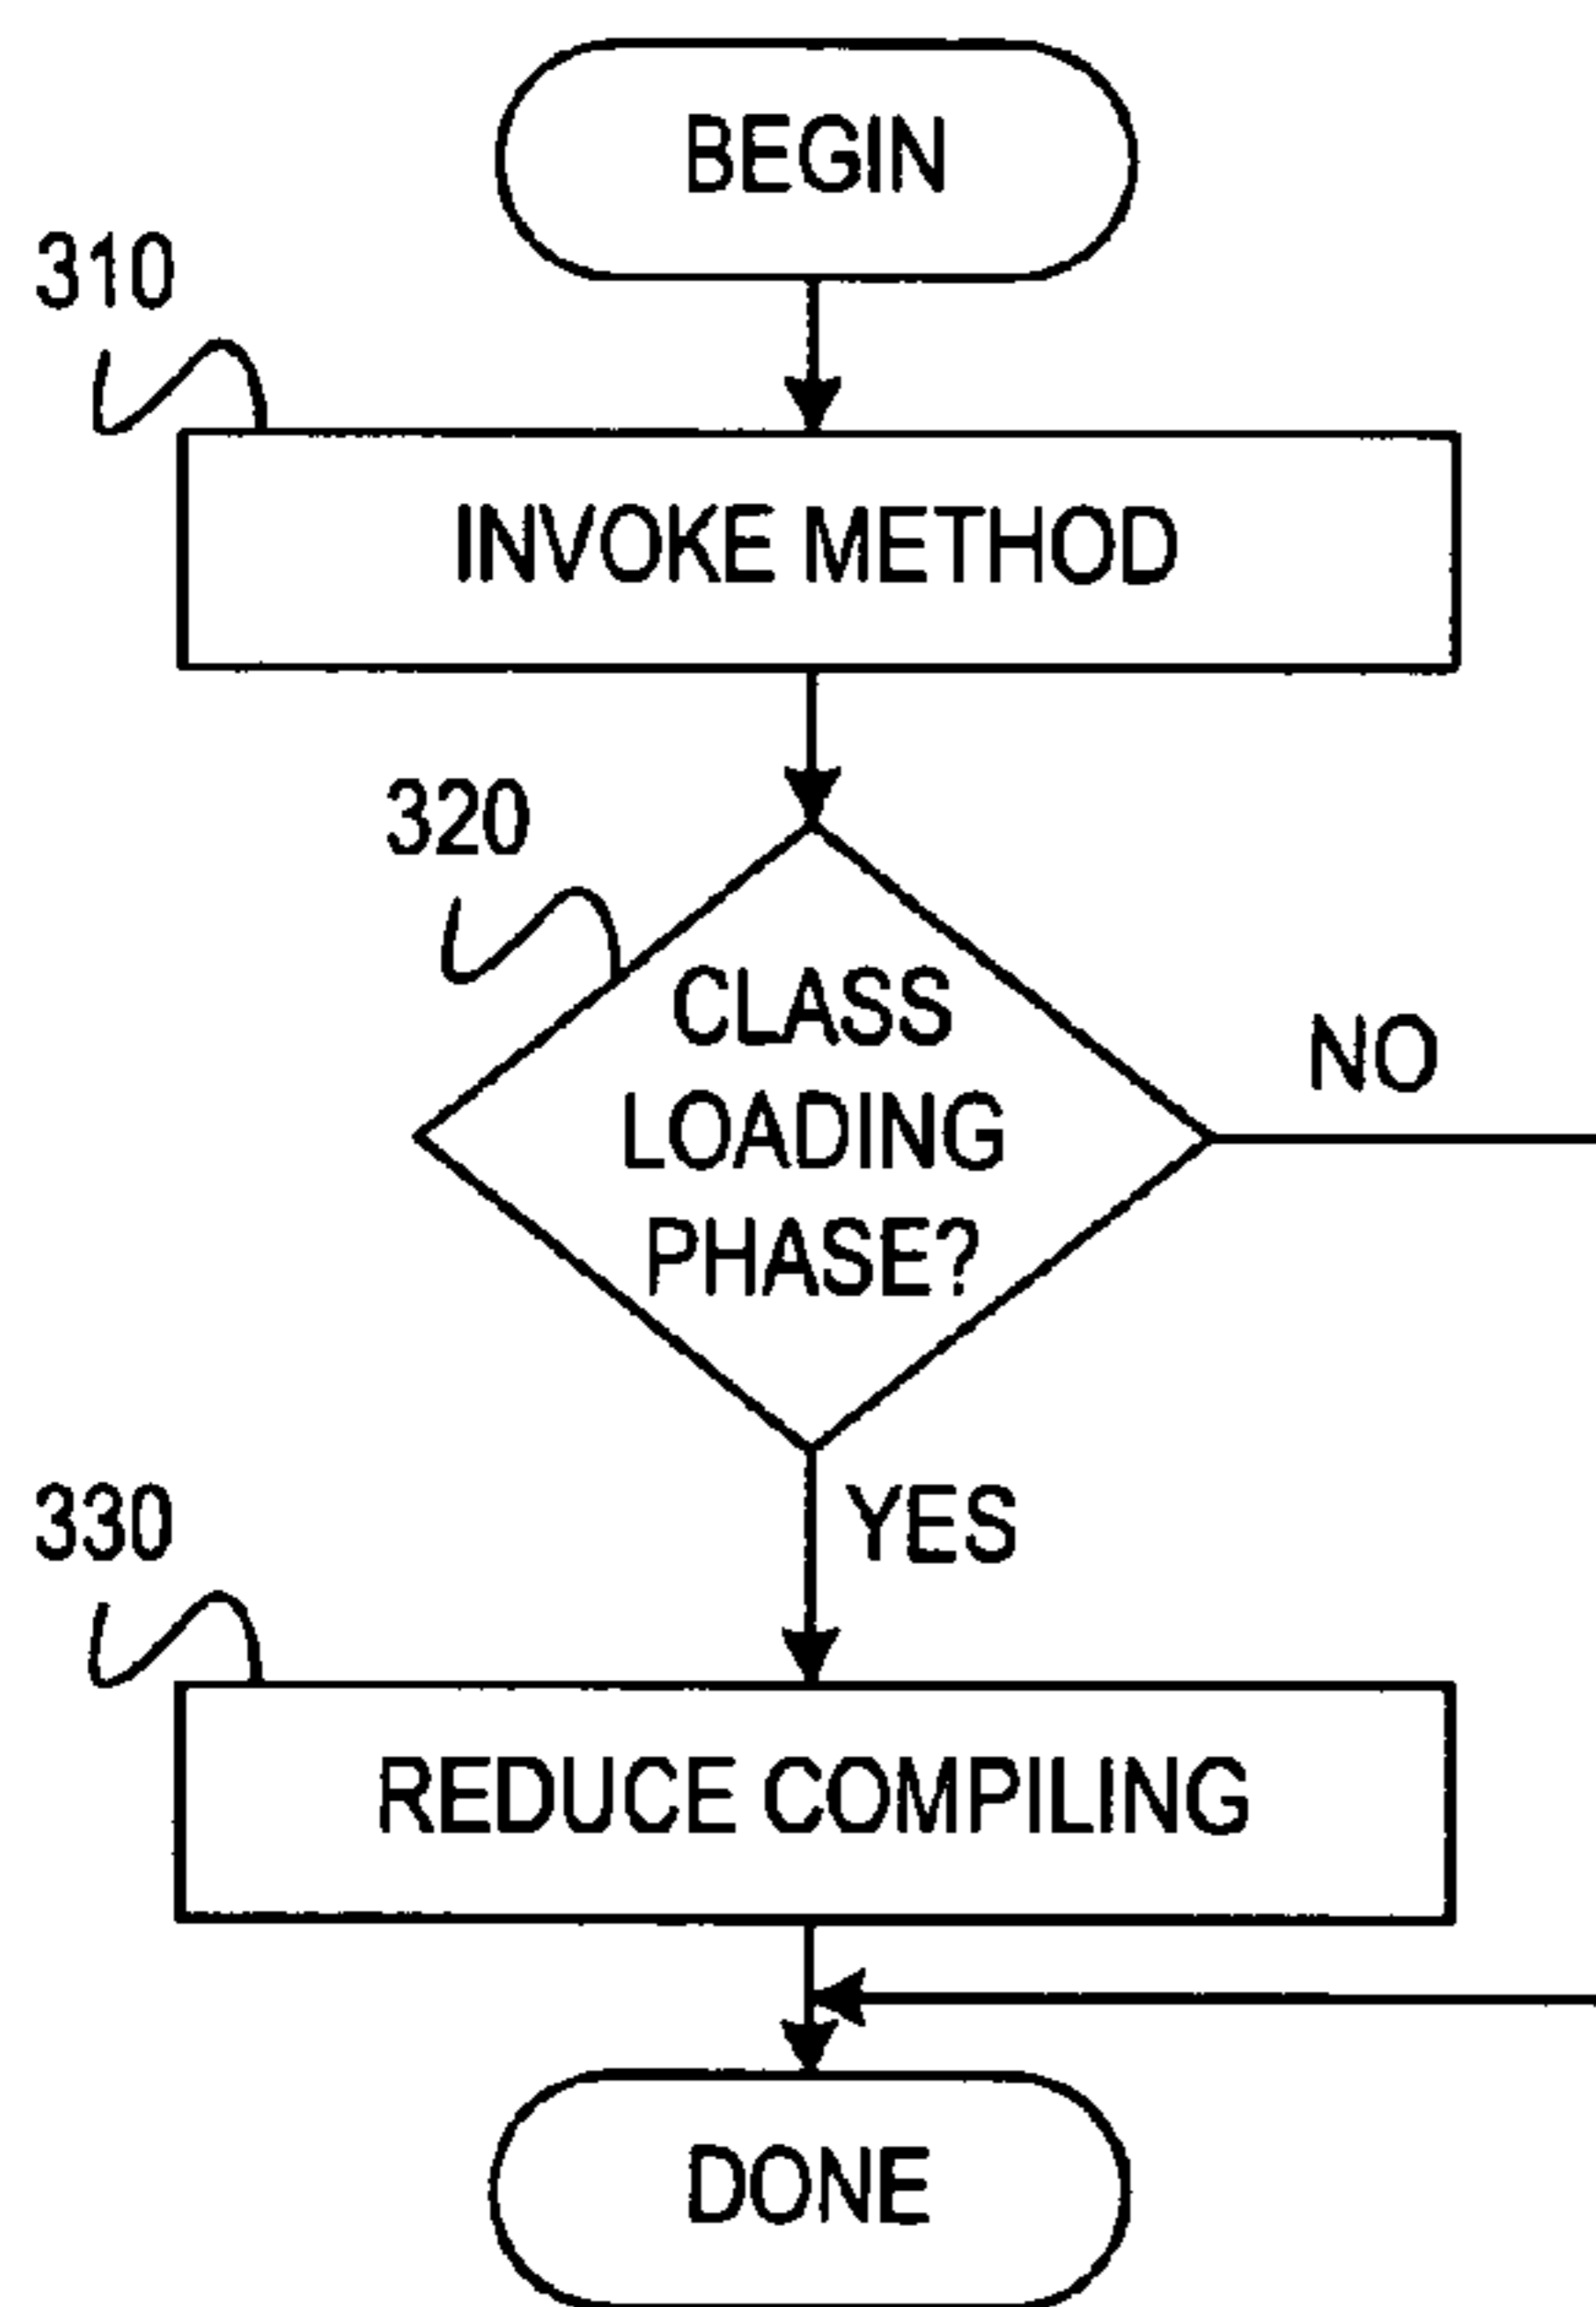 BEGIN
310
INVOKE METHOD
320
CLASS
LOADING
PHASE?
NO
YES
330
REDUCE COMPILING
DONE